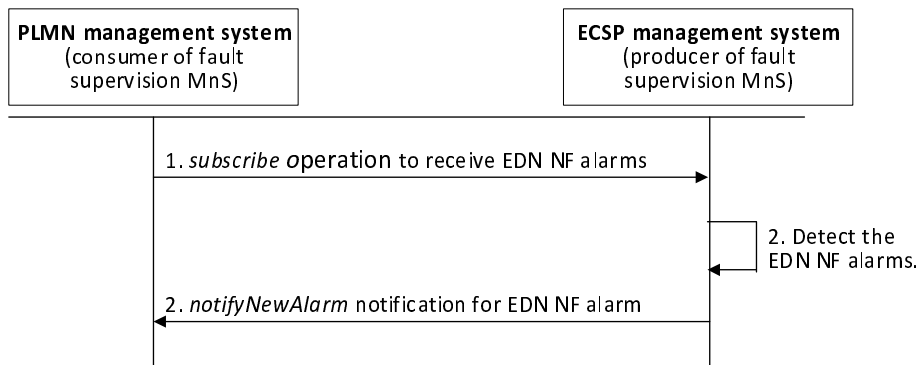 PLMN management system
(consumer of fault
supervision MnS)
ECSP management system
(producer of fault
supervision MnS)
1. subscribe operation to receive EDN NF alarms
2. Detect the
EDN NF alarms.
2. notifyNewAlarm notification for EDN NF alarm